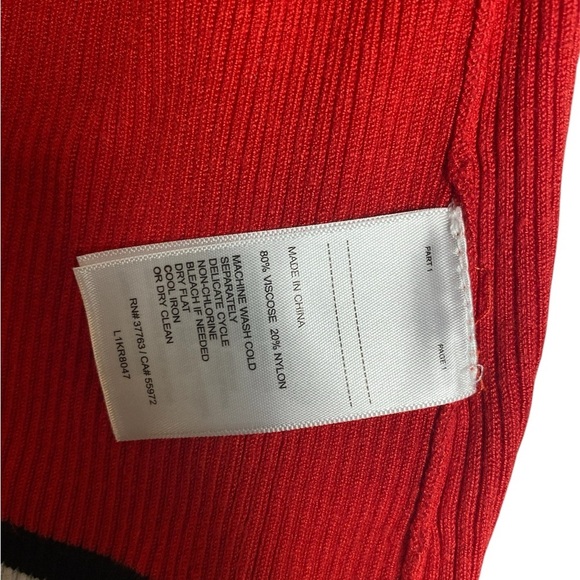 PART 1 PAGE 1
MADE IN CHINA
80% VISCOSE 20% NYLON
MACHINE WASH COLD
SEPARATELY
DELICATE CYCLE
NON-CHLORINE
BLEACH IF NEEDED
DRY FLAT
COOL IRON
OR DRY CLEAN
RN# 37763 / CA# 55972
L1KR8047